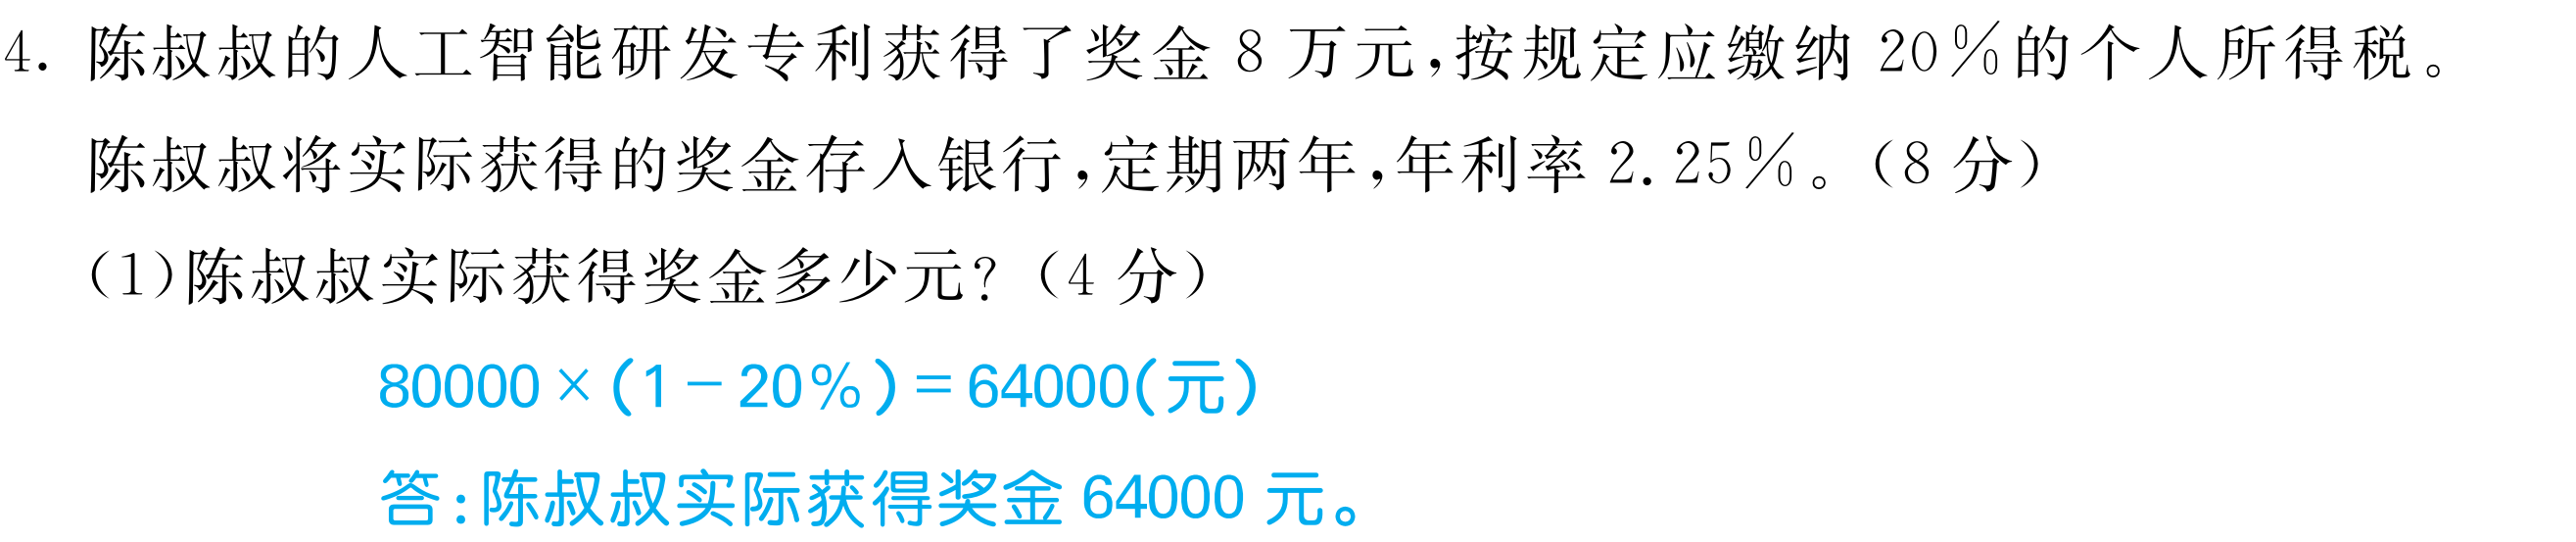 4. 陈叔叔的人工智能研发专利获得了奖金 8 万元,按规定应缴纳 20%的个人所得税。
陈叔叔将实际获得的奖金存入银行,定期两年,年利率 2.25%。(8 分)
(1)陈叔叔实际获得奖金多少元?(4 分)
80000×(1-20%)=64000(元)
答:陈叔叔实际获得奖金 64000 元。